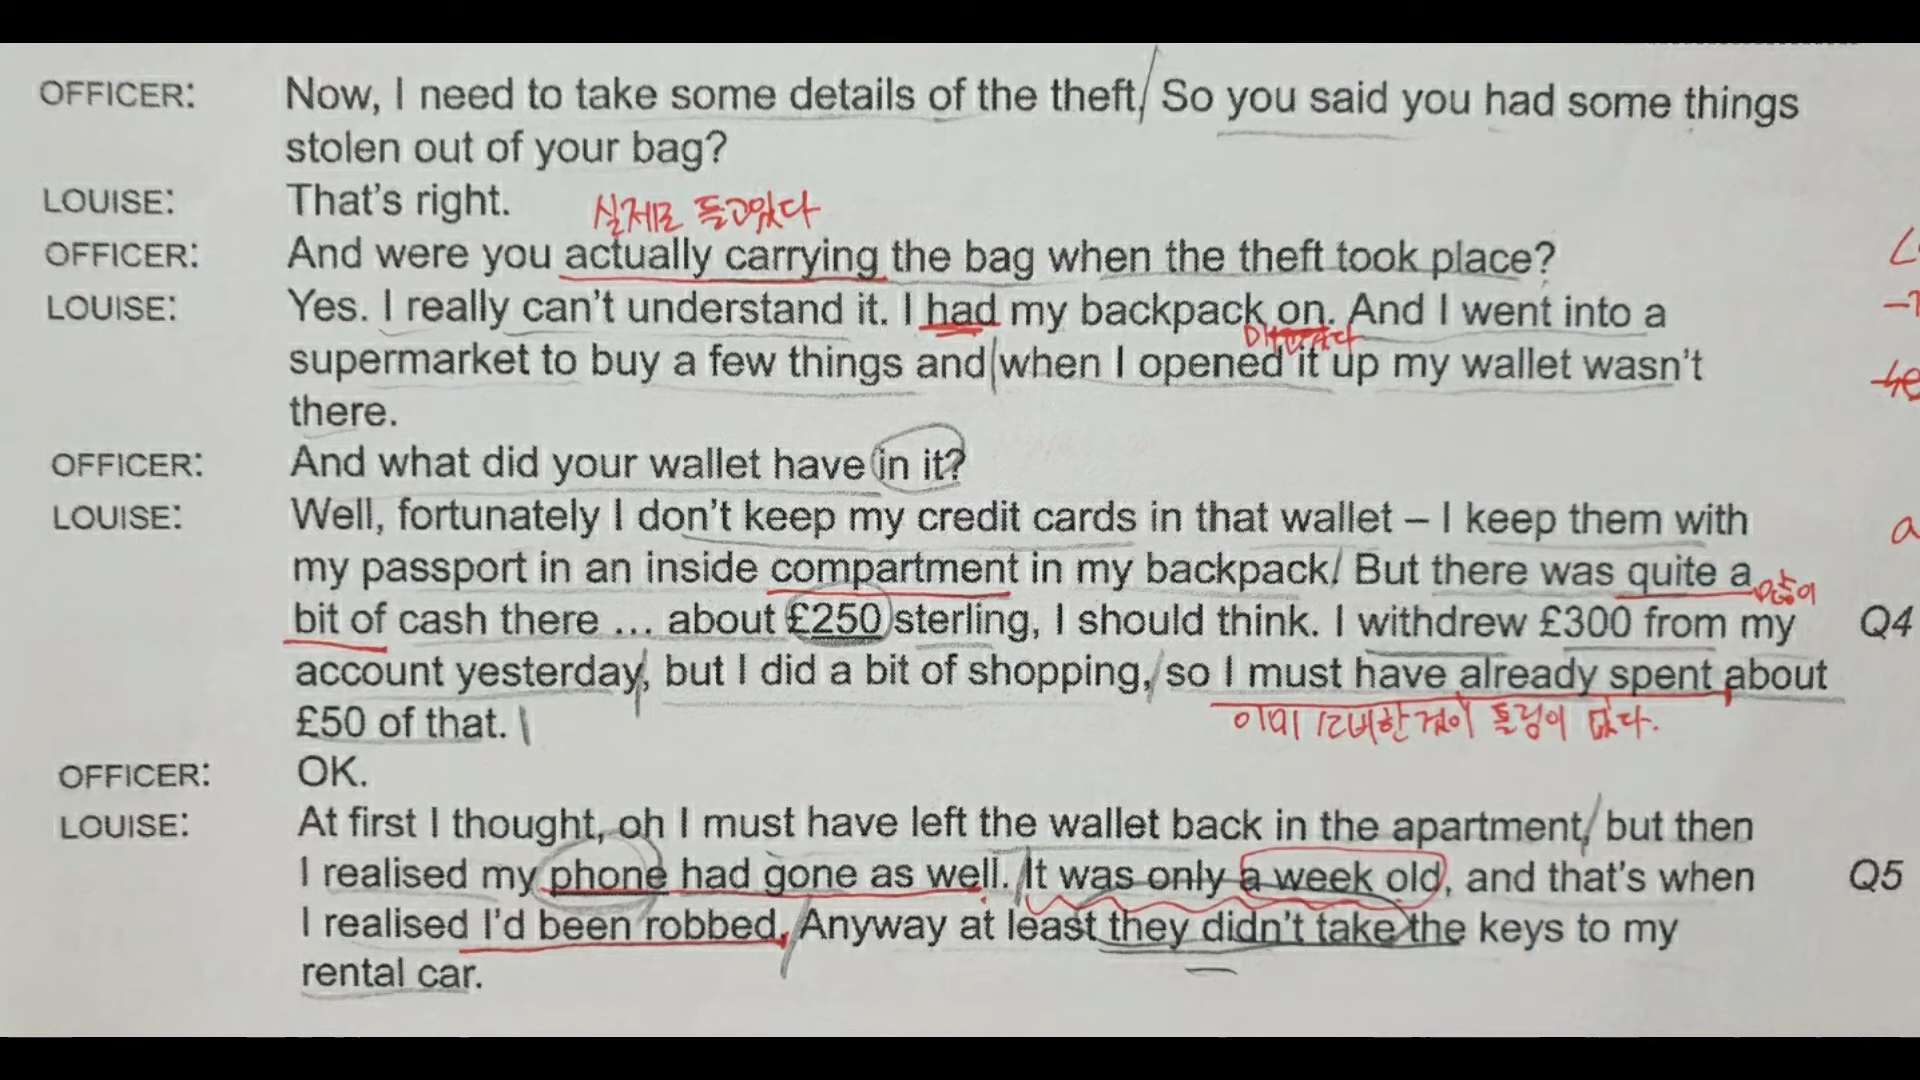 OFFICER: Now, I need to take some details of the theft. So you said you had some things
stolen out of your bag?
LOUISE: That's right.
실제로 들고있다
OFFICER: And were you actually carrying the bag when the theft took place?
LOUISE: Yes. I really can't understand it. I had my backpack on. And I went into a
supermarket to buy a few things and when I opened it up my wallet wasn't
there.
OFFICER: And what did your wallet have in it?
LOUISE: Well, fortunately I don't keep my credit cards in that wallet – I keep them with
my passport in an inside compartment in my backpack. But there was quite a
bit of cash there ... about £250 sterling, I should think. I withdrew £300 from my Q4
account yesterday, but I did a bit of shopping, so I must have already spent about
£50 of that.
이미 틀림이 없다.
OFFICER: OK.
LOUISE: At first I thought, oh I must have left the wallet back in the apartment, but then
I realised my phone had gone as well. It was only a week old, and that's when Q5
I realised I'd been robbed. Anyway at least they didn't take the keys to my
rental car.